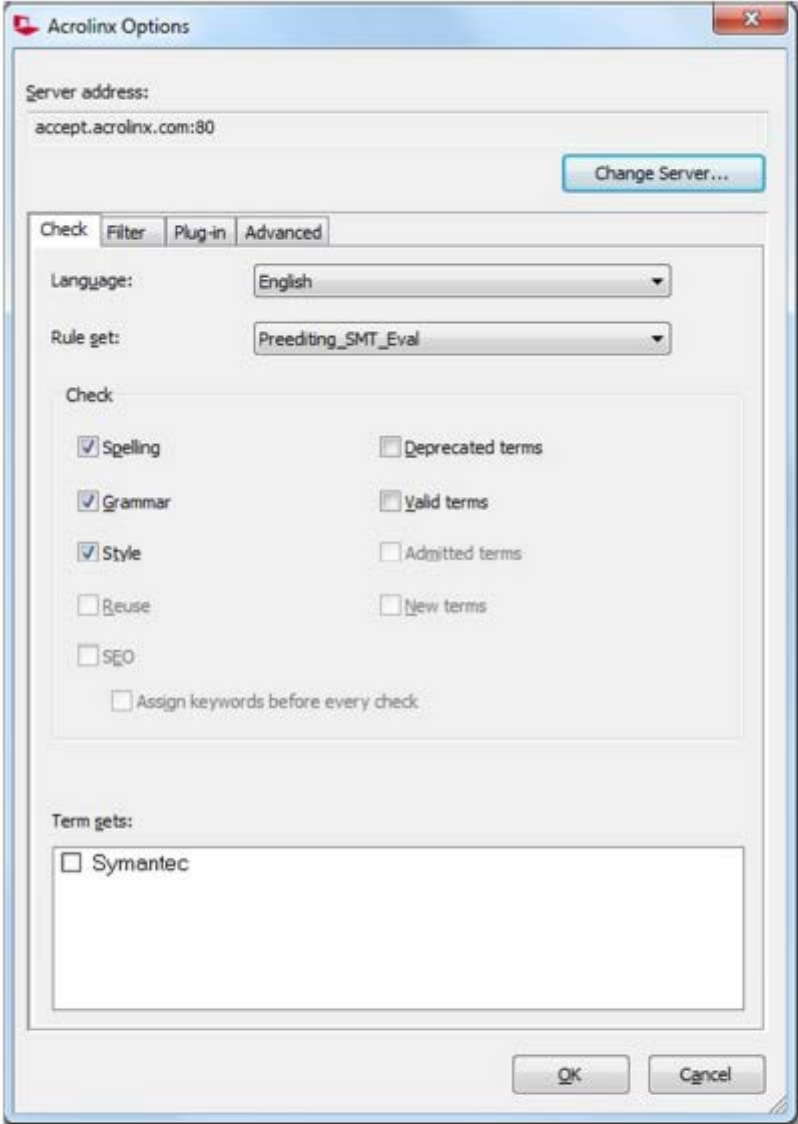 Acrolinx Options
Server address:
accept.acrolinx.com:80
Change Server...
Check Filter Plug-in Advanced
Language: English
Rule set: Preediting_SMT_Eval
Check
Spelling Deprecated terms
Grammar Valid terms
Style Admitted terms
Reuse New terms
SEO
Assign keywords before every check
Term sets:
Symantec
OK Cancel